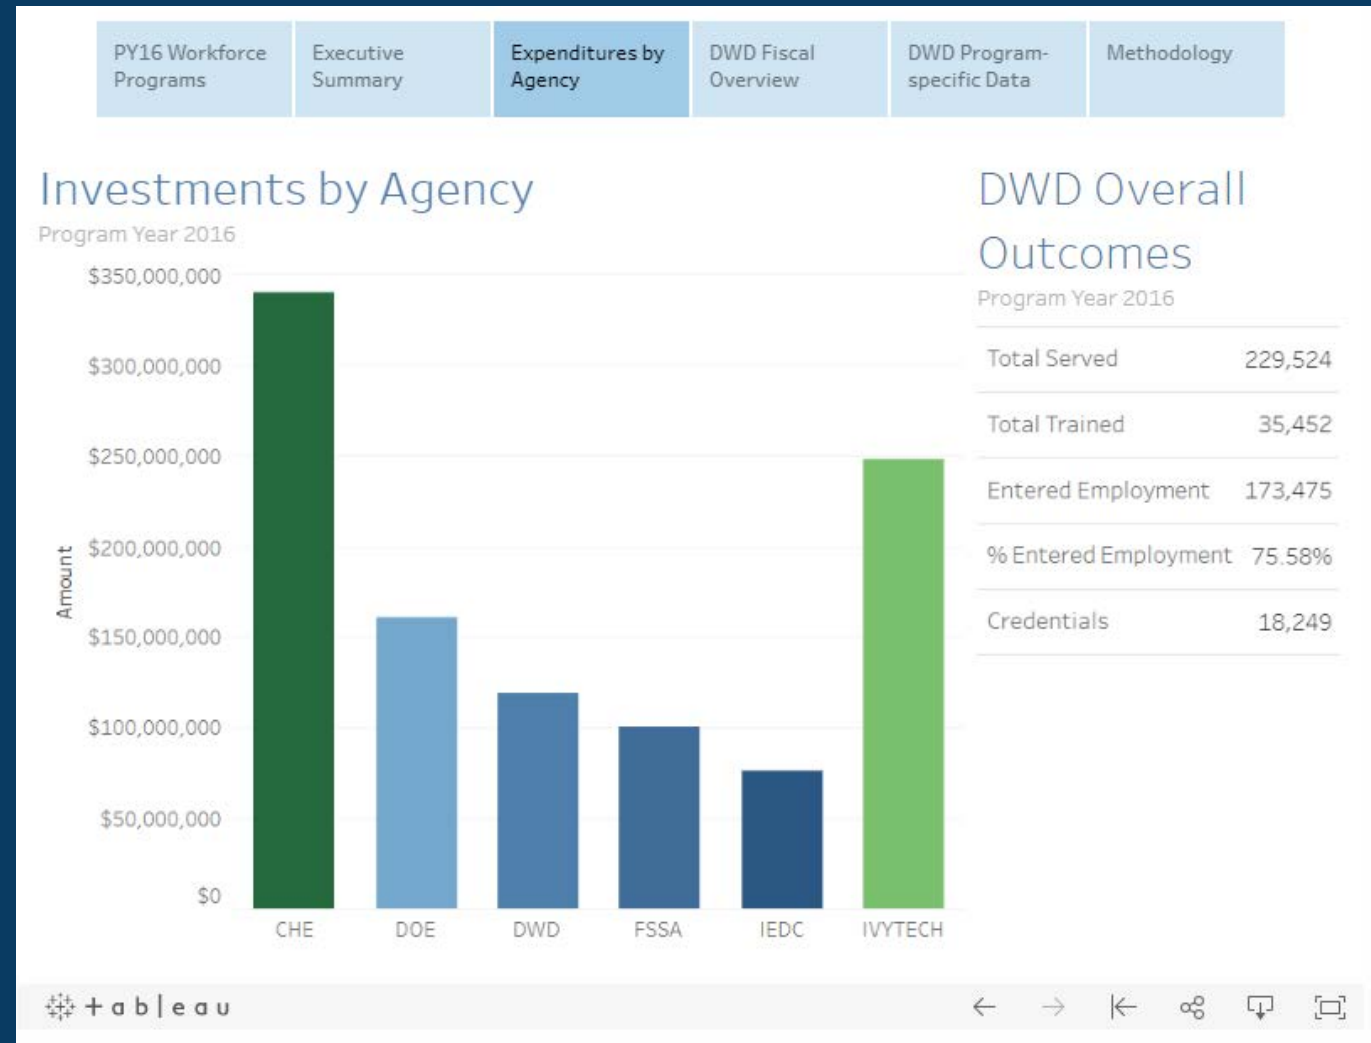 PY16 Workforce
Programs
Executive
Summary
Expenditures by
Agency
DWD Fiscal
Overview
DWD Program-
specific Data
Methodology
Investments by Agency
Program Year 2016
$350,000,000
$300,000,000
$250,000,000
$200,000,000
$150,000,000
$100,000,000
$50,000,000
$0
Amount
CHE
DOE
DWD
FSSA
IEDC
IVYTECH
DWD Overall
Outcomes
Program Year 2016
Total Served 229,524
Total Trained 35,452
Entered Employment 173,475
% Entered Employment 75.58%
Credentials 18,249
+ableau